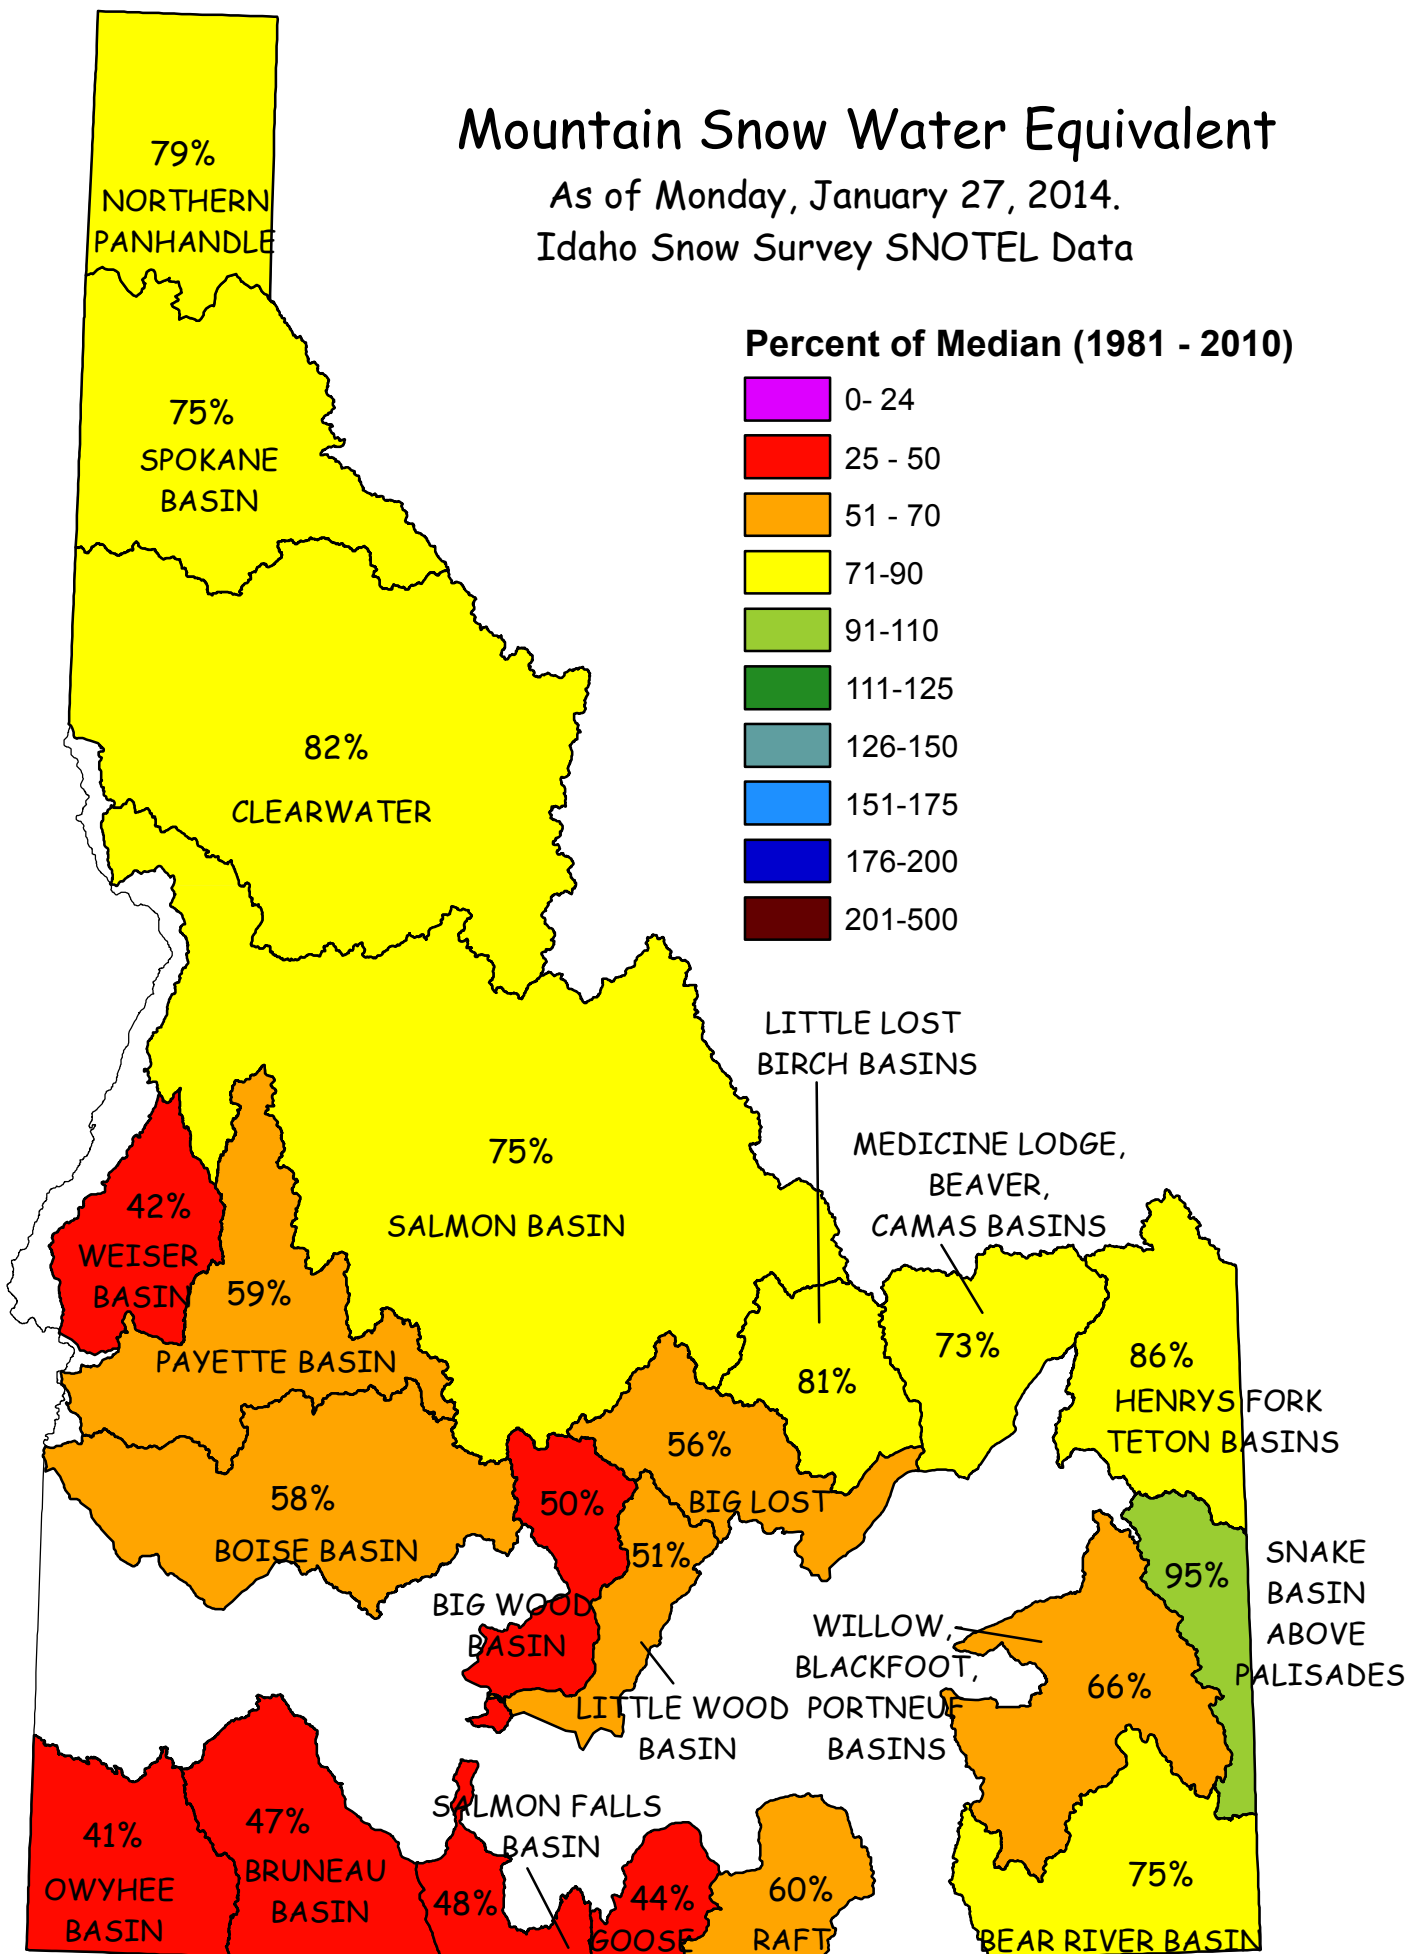 Mountain Snow Water Equivalent
As of Monday, January 27, 2014.
Idaho Snow Survey SNOTEL Data
Percent of Median (1981 - 2010)
0- 24
25 - 50
51 - 70
71-90
91-110
111-125
126-150
151-175
176-200
201-500
79%
NORTHERN
PANHANDLE
75%
SPOKANE
BASIN
82%
CLEARWATER
75%
SALMON BASIN
LITTLE LOST
BIRCH BASINS
81%
MEDICINE LODGE,
BEAVER,
CAMAS BASINS
73%
86%
HENRYS FORK
TETON BASINS
42%
WEISER
BASIN
59%
PAYETTE BASIN
58%
BOISE BASIN
50%
BIG WOOD
BASIN
56%
BIG LOST
51%
LITTLE WOOD
BASIN
95%
SNAKE
BASIN
ABOVE
PALISADES
WILLOW,
BLACKFOOT,
PORTNEUF
BASINS
66%
41%
OWYHEE
BASIN
47%
BRUNEAU
BASIN
SALMON FALLS
BASIN
48%
44%
GOOSE
60%
RAFT
75%
BEAR RIVER BASIN